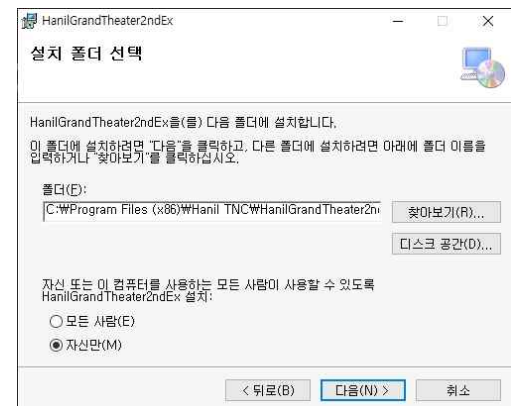 HanilGrandTheater2ndEx
설치 폴더 선택
HanilGrandTheater2ndEx을(를) 다음 폴더에 설치합니다.
이 폴더에 설치하려면 "다음"을 클릭하고, 다른 폴더에 설치하려면 아래에 폴더 이름을
입력하거나 "찾아보기"를 클릭하십시오.
폴더(F):
C:₩Program Files (x86)₩Hanil TNC₩HanilGrandTheater2n
찾아보기(R)...
디스크 공간(D)...
자신 또는 이 컴퓨터를 사용하는 모든 사람이 사용할 수 있도록
HanilGrandTheater2ndEx 설치:
모든 사람(E)
자신만(M)
< 뒤로(B) 다음(N) > 취소